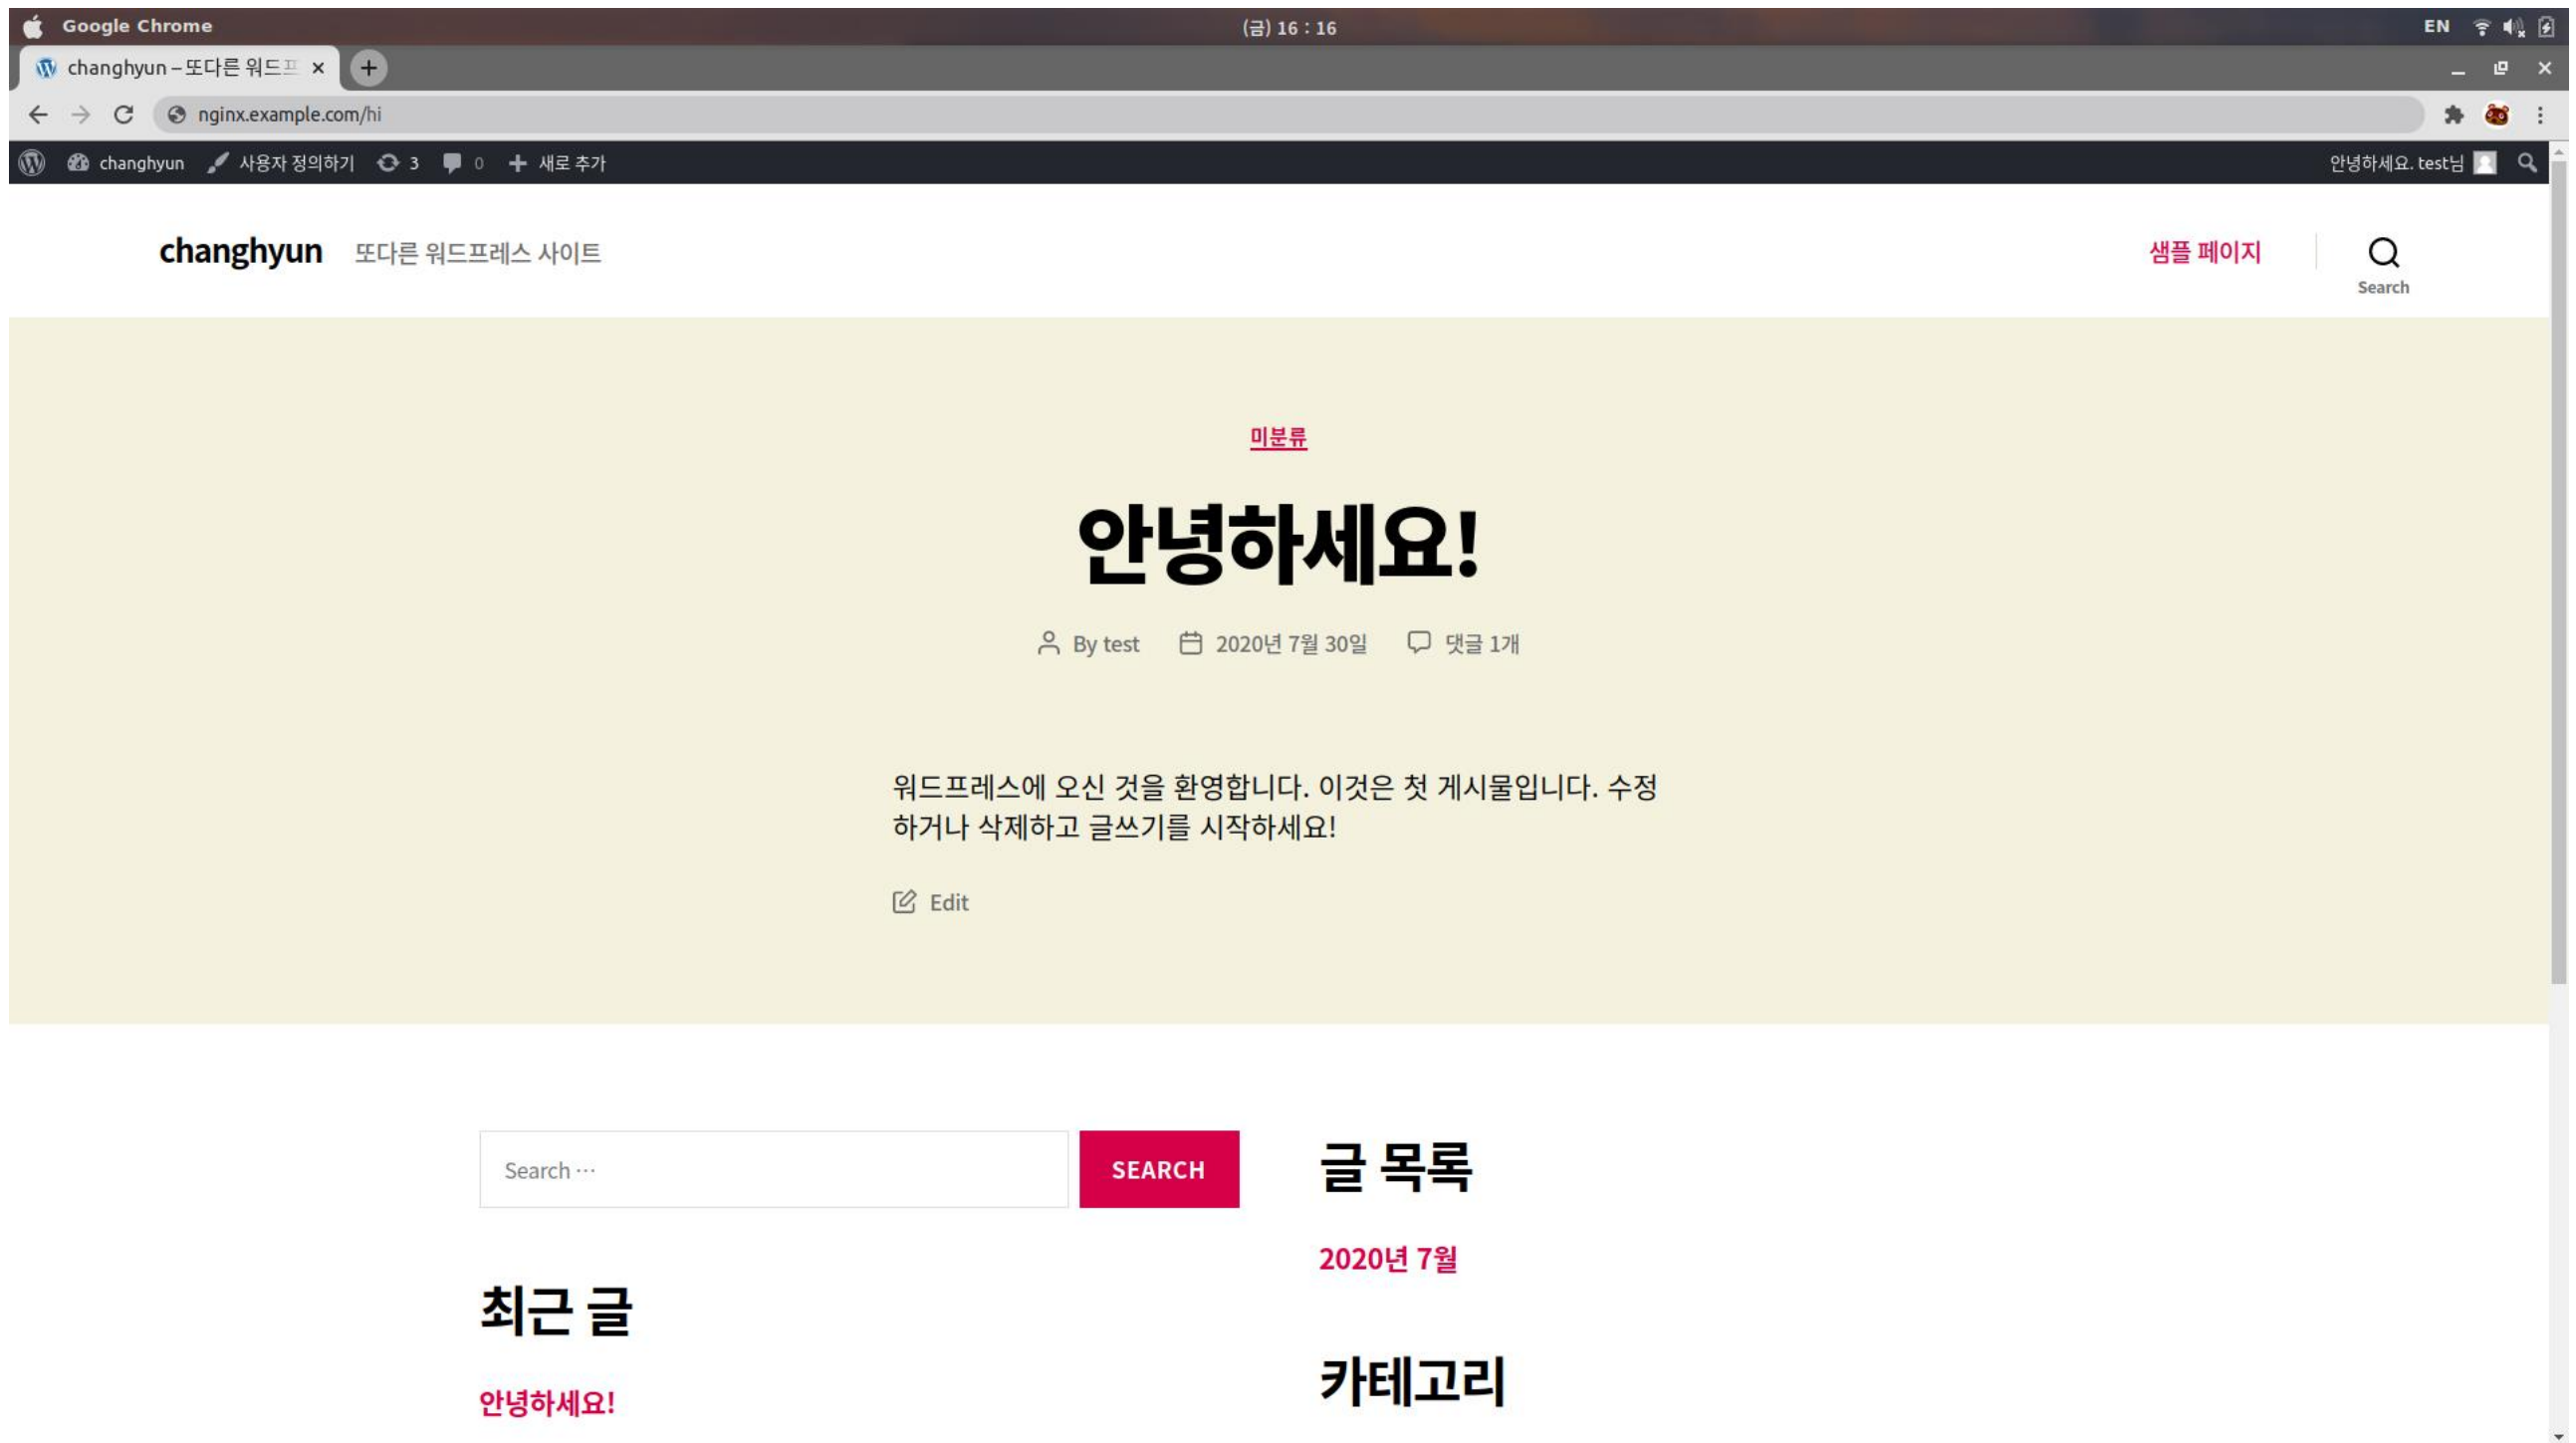 Google Chrome
(금) 16 : 16
EN
changhyun – 또다른 워드프
nginx.example.com/hi
changhyun 사용자 정의하기 3 0 새로 추가
안녕하세요. test님
changhyun 또다른 워드프레스 사이트
샘플 페이지
Search
미분류
안녕하세요!
By test 2020년 7월 30일 댓글 1개
워드프레스에 오신 것을 환영합니다. 이것은 첫 게시물입니다. 수정
하거나 삭제하고 글쓰기를 시작하세요!
Edit
Search …
SEARCH
최근 글
안녕하세요!
글 목록
2020년 7월
카테고리